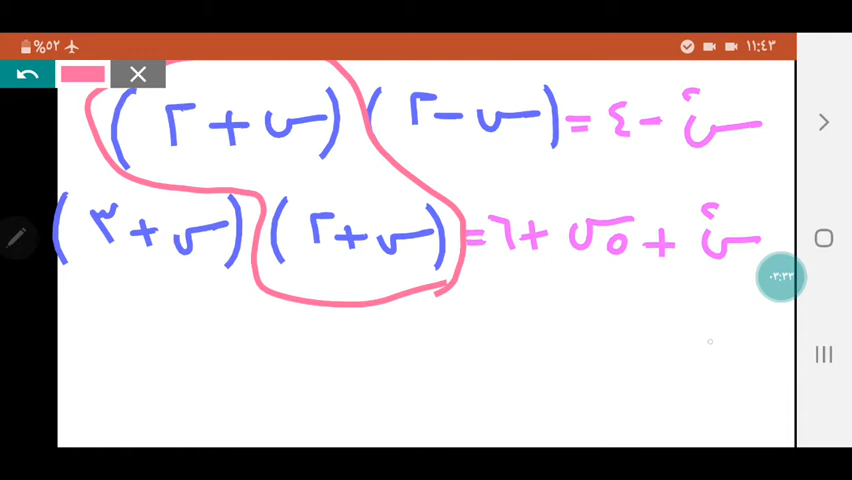 ٥٢% ١١:٤٣
س٢ - ٤ = (س - ٢) (س + ٢)
س٢ + ٥س + ٦ = (س + ٢) (س + ٣)
٠٣:٣٣